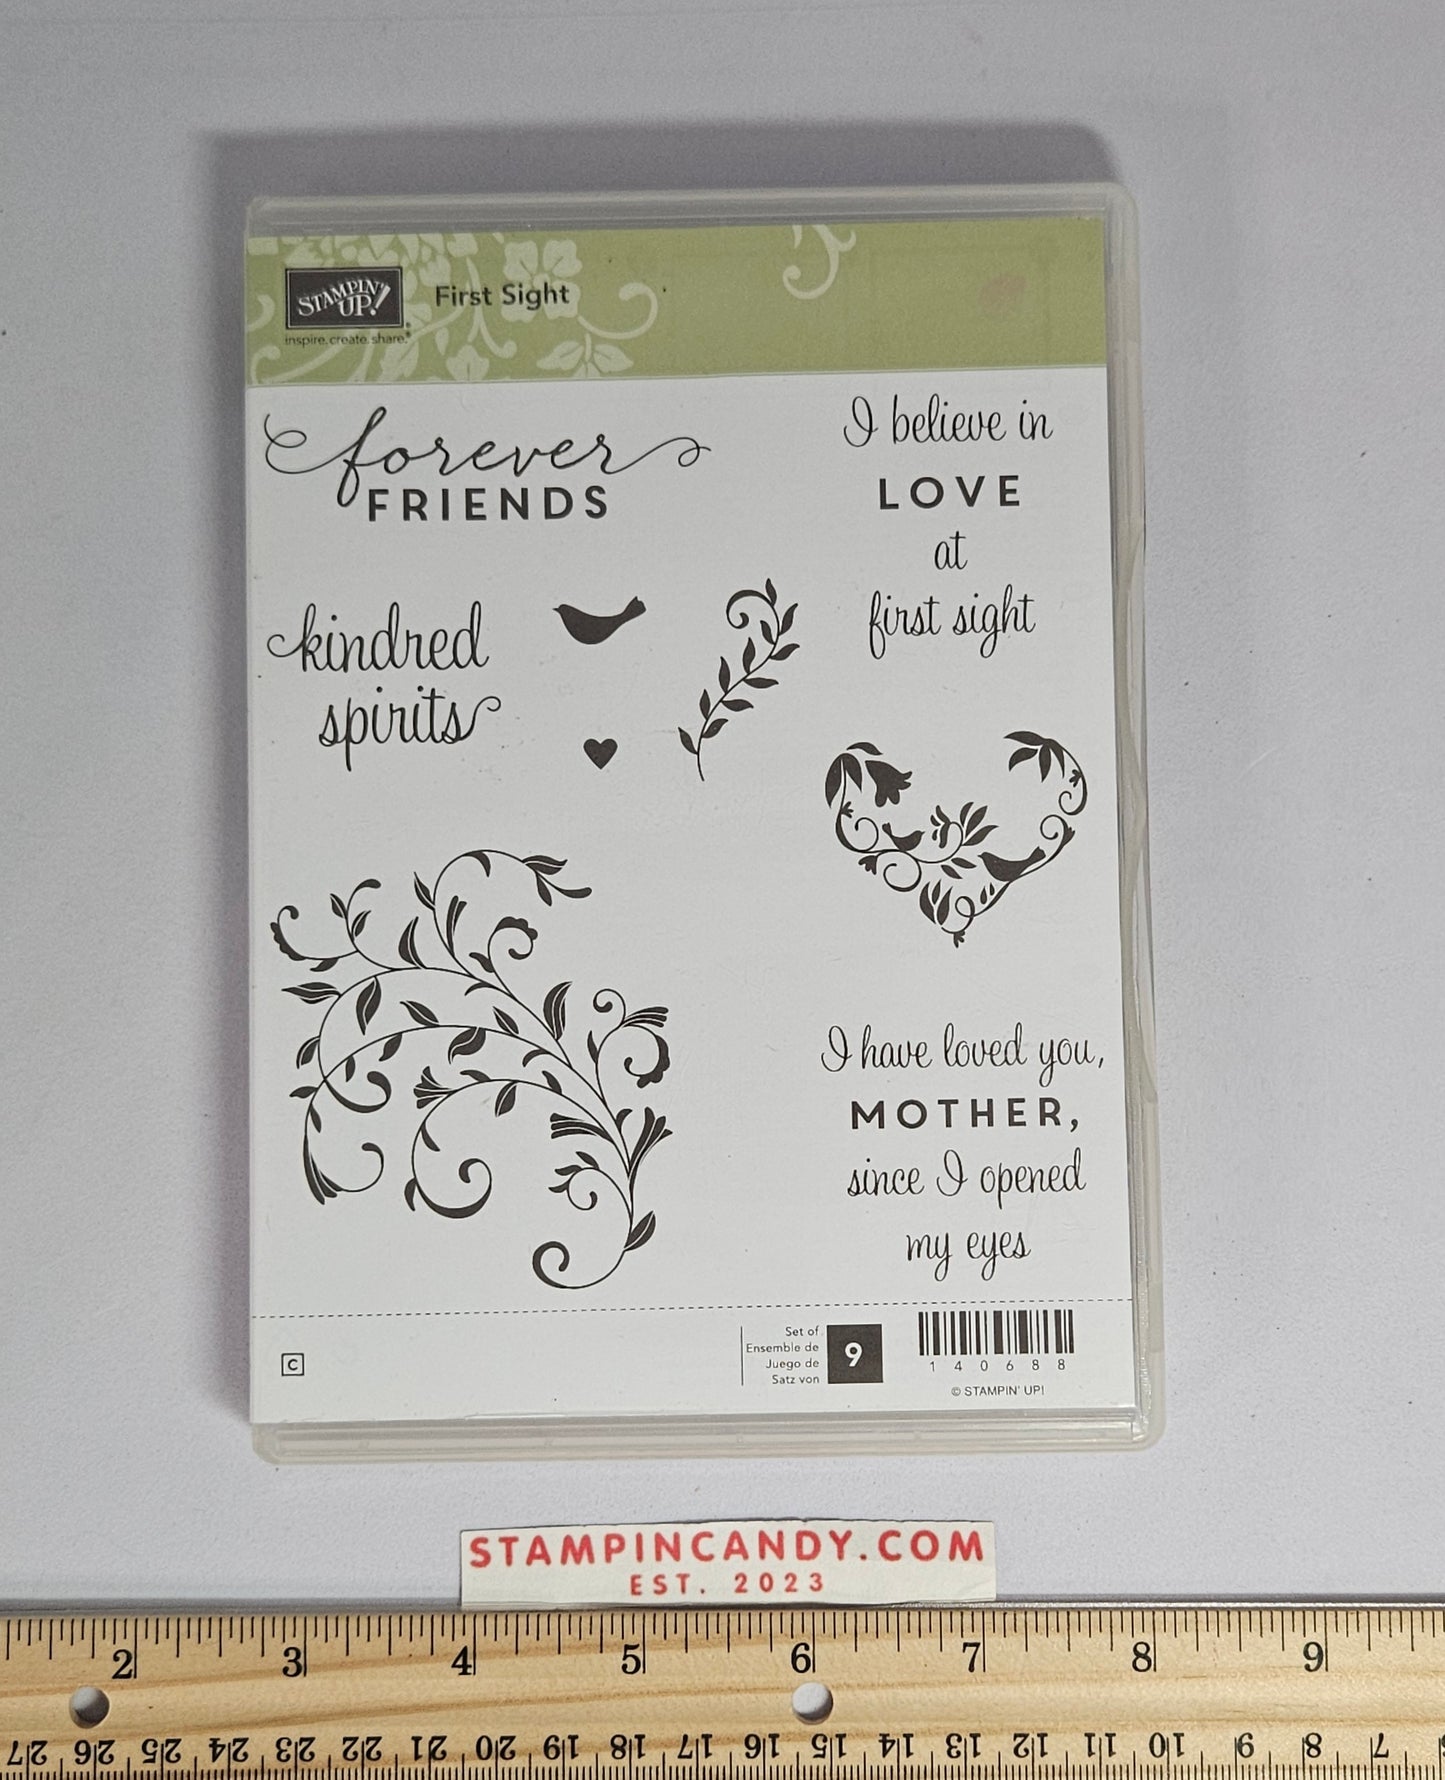 STAMPIN' UP!
inspire. create. share.®
First Sight
forever
FRIENDS
I believe in
LOVE
at
first sight
kindred
spirits
I have loved you,
MOTHER,
since I opened
my eyes
C
Set of
Ensemble de
Juego de
Satz von
9
140688
© STAMPIN' UP!
STAMPINCANDY.COM
EST. 2023
2 3 4 5 6 7 8 9
27 26 25 24 23 22 21 20 19 18 17 16 15 14 13 12 11 10 9 8 7